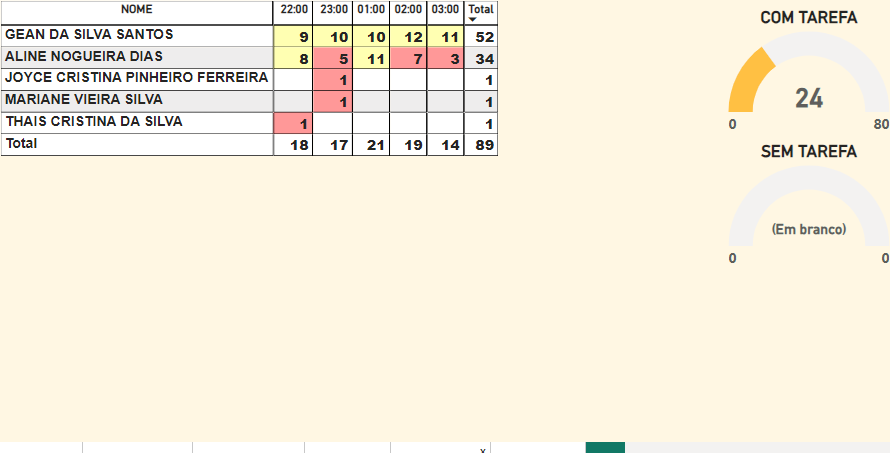 NOME 22:00 23:00 01:00 02:00 03:00 Total
GEAN DA SILVA SANTOS 9 10 10 12 11 52
ALINE NOGUEIRA DIAS 8 5 11 7 3 34
JOYCE CRISTINA PINHEIRO FERREIRA 1 1
MARIANE VIEIRA SILVA 1 1
THAIS CRISTINA DA SILVA 1 1
Total 18 17 21 19 14 89
COM TAREFA
24
0 80
SEM TAREFA
(Em branco)
0 0
x